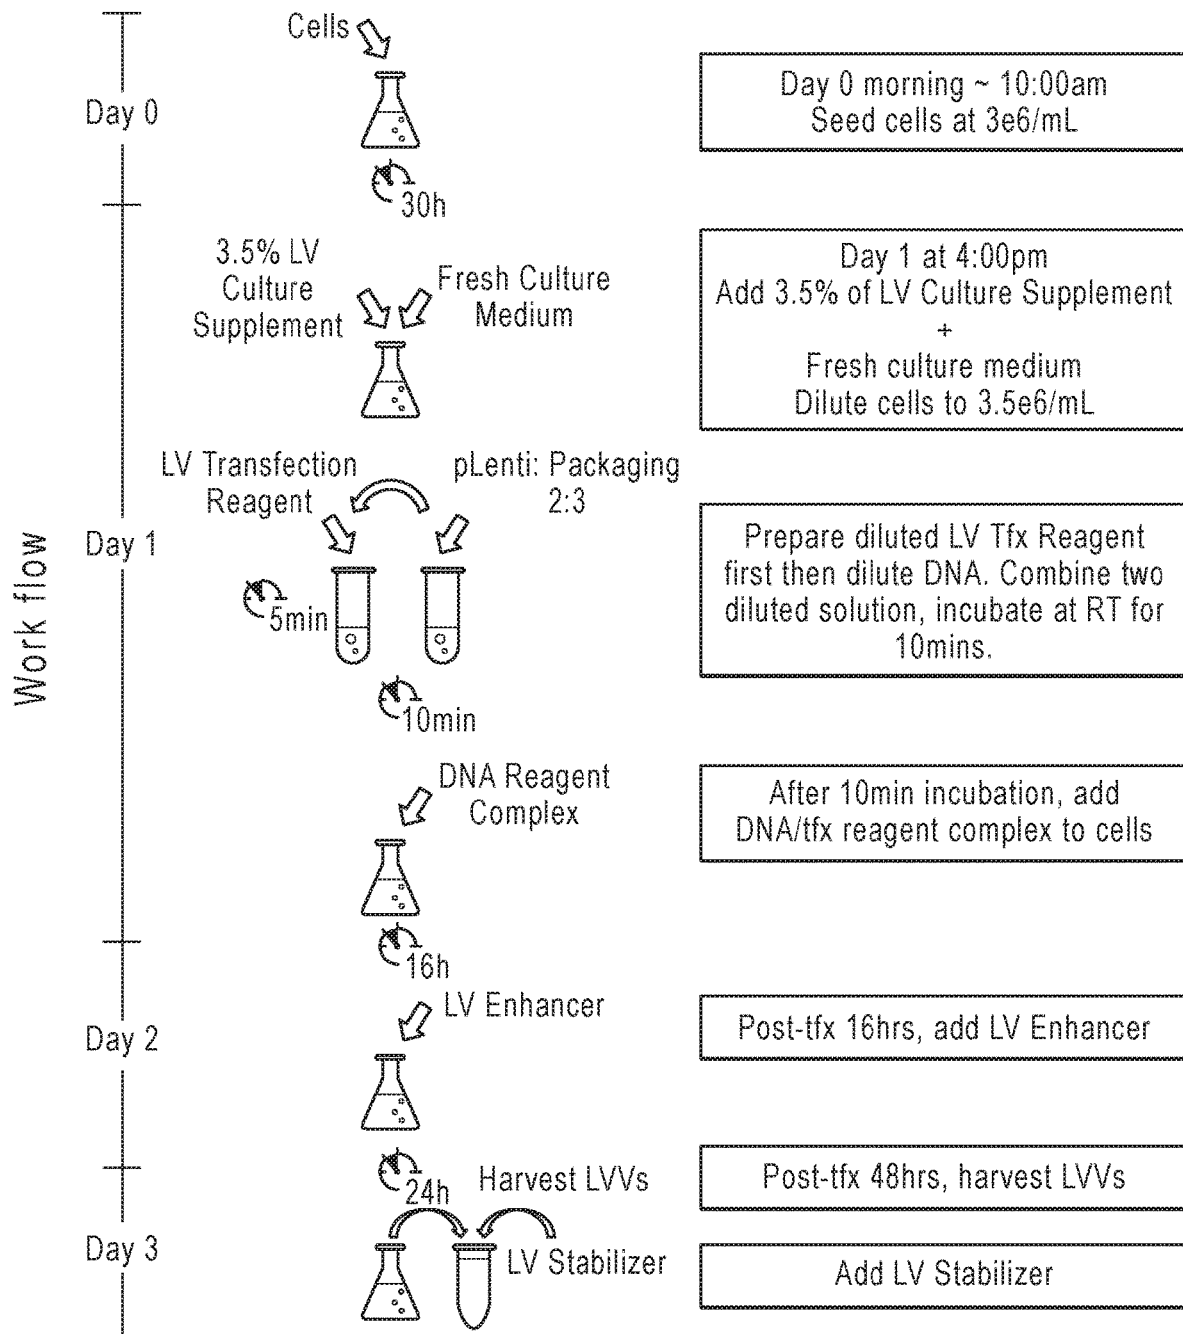 Work flow
Day 0
Cells
30h
Day 0 morning ~ 10:00am
Seed cells at 3e6/mL
Day 1
3.5% LV
Culture
Supplement
Fresh Culture
Medium
Day 1 at 4:00pm
Add 3.5% of LV Culture Supplement
+
Fresh culture medium
Dilute cells to 3.5e6/mL
LV Transfection
Reagent
pLenti: Packaging
2:3
5min
10min
Prepare diluted LV Tfx Reagent
first then dilute DNA. Combine two
diluted solution, incubate at RT for
10mins.
DNA Reagent
Complex
16h
After 10min incubation, add
DNA/tfx reagent complex to cells
Day 2
LV Enhancer
24h
Post-tfx 16hrs, add LV Enhancer
Day 3
Harvest LVVs
LV Stabilizer
Post-tfx 48hrs, harvest LVVs
Add LV Stabilizer